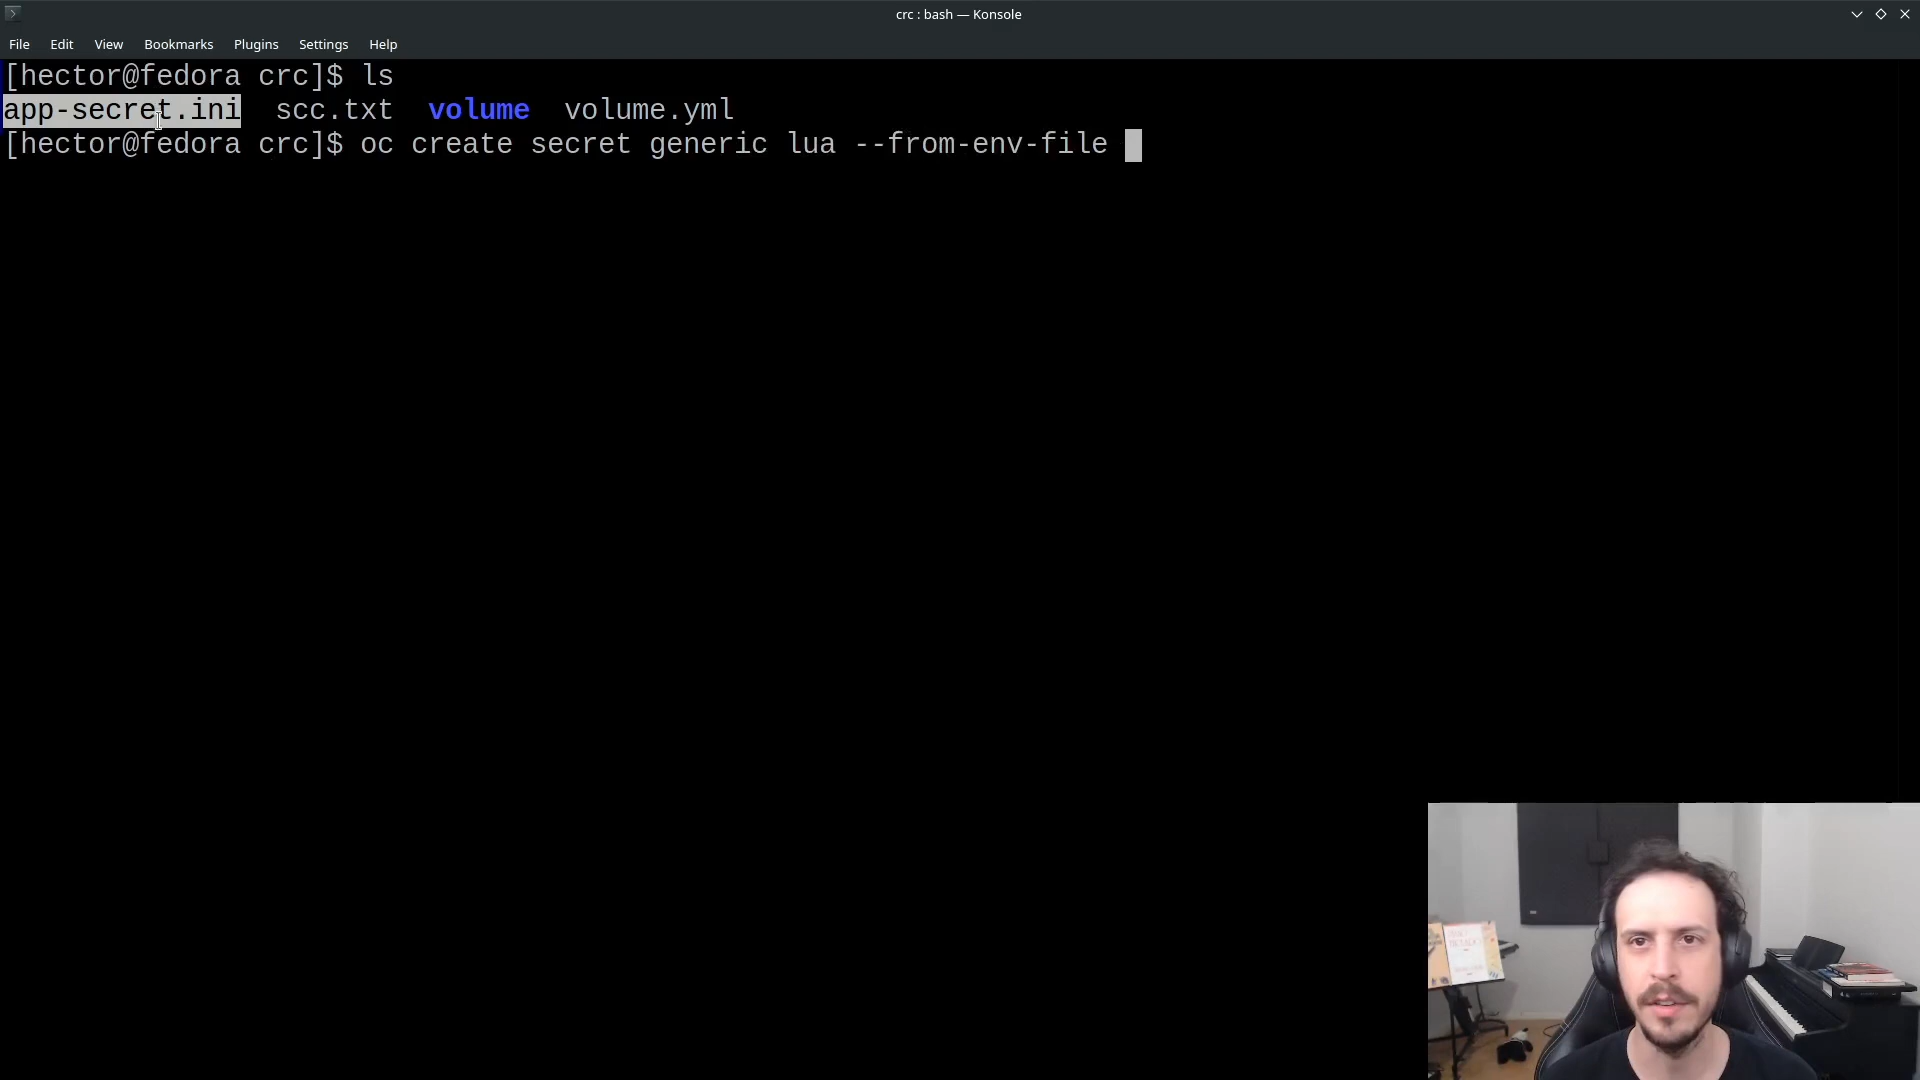 crc : bash — Konsole
File Edit View Bookmarks Plugins Settings Help
[hector@fedora crc]$ ls
app-secret.ini scc.txt volume volume.yml
[hector@fedora crc]$ oc create secret generic lua --from-env-file